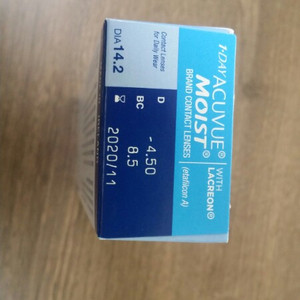 1·DAY ACUVUE®
MOIST®
BRAND CONTACT LENSES
WITH
LACREON®
(etafilcon A)
Contact Lenses
for Daily Wear
DIA 14.2
D -4.50
BC 8.5
2020/11